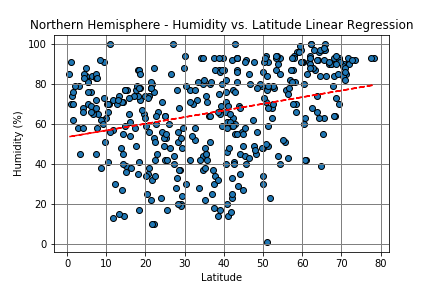 Northern Hemisphere - Humidity vs. Latitude Linear Regression
100
80
60
40
20
0
Humidity (%)
0 10 20 30 40 50 60 70 80
Latitude